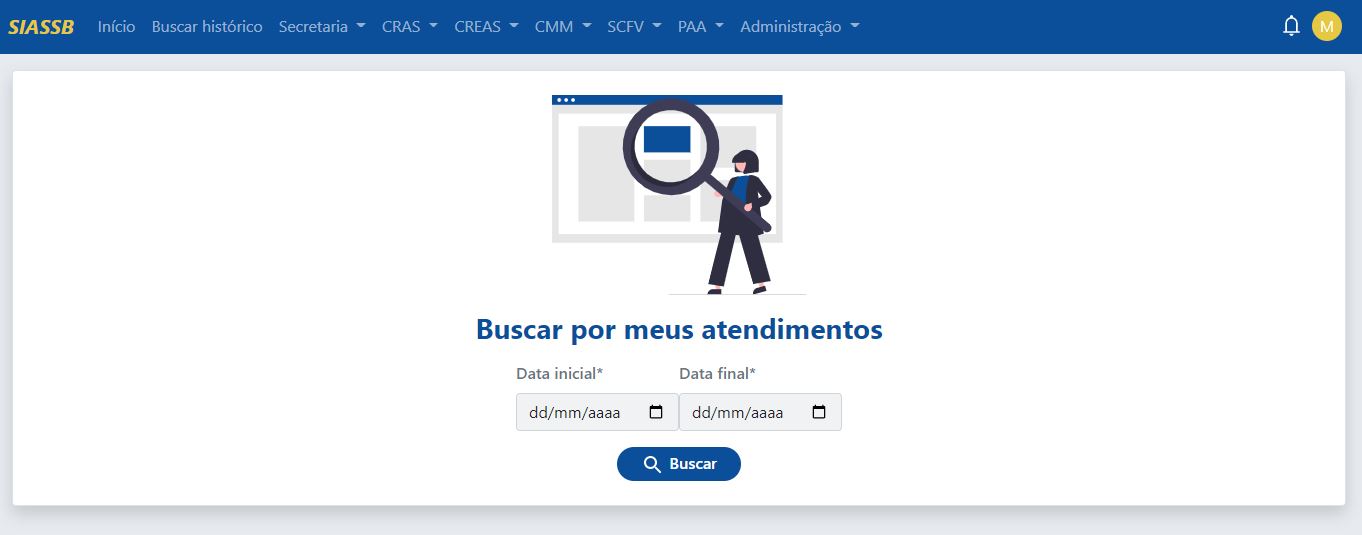 SIASSB Início Buscar histórico Secretaria CRAS CREAS CMM SCFV PAA Administração M
Buscar por meus atendimentos
Data inicial* Data final*
dd/mm/aaaa dd/mm/aaaa
Buscar